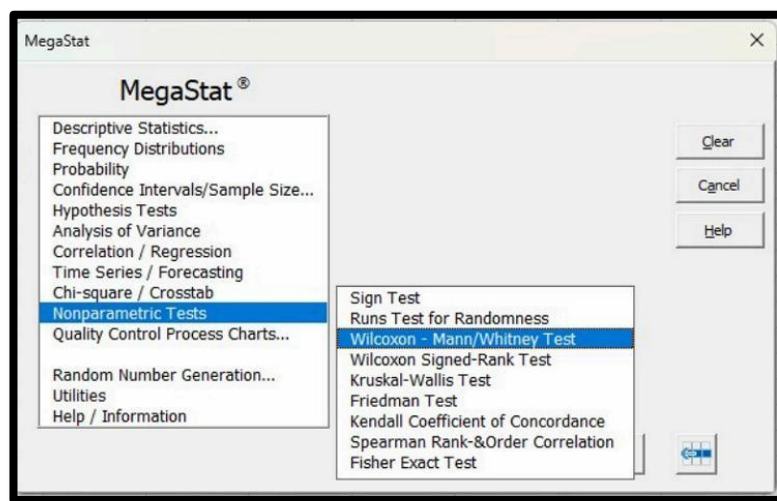 MegaStat
MegaStat ®
Descriptive Statistics...
Frequency Distributions
Probability
Confidence Intervals/Sample Size...
Hypothesis Tests
Analysis of Variance
Correlation / Regression
Time Series / Forecasting
Chi-square / Crosstab
Nonparametric Tests
Quality Control Process Charts...
Random Number Generation...
Utilities
Help / Information
Sign Test
Runs Test for Randomness
Wilcoxon - Mann/Whitney Test
Wilcoxon Signed-Rank Test
Kruskal-Wallis Test
Friedman Test
Kendall Coefficient of Concordance
Spearman Rank-&Order Correlation
Fisher Exact Test
Clear
Cancel
Help